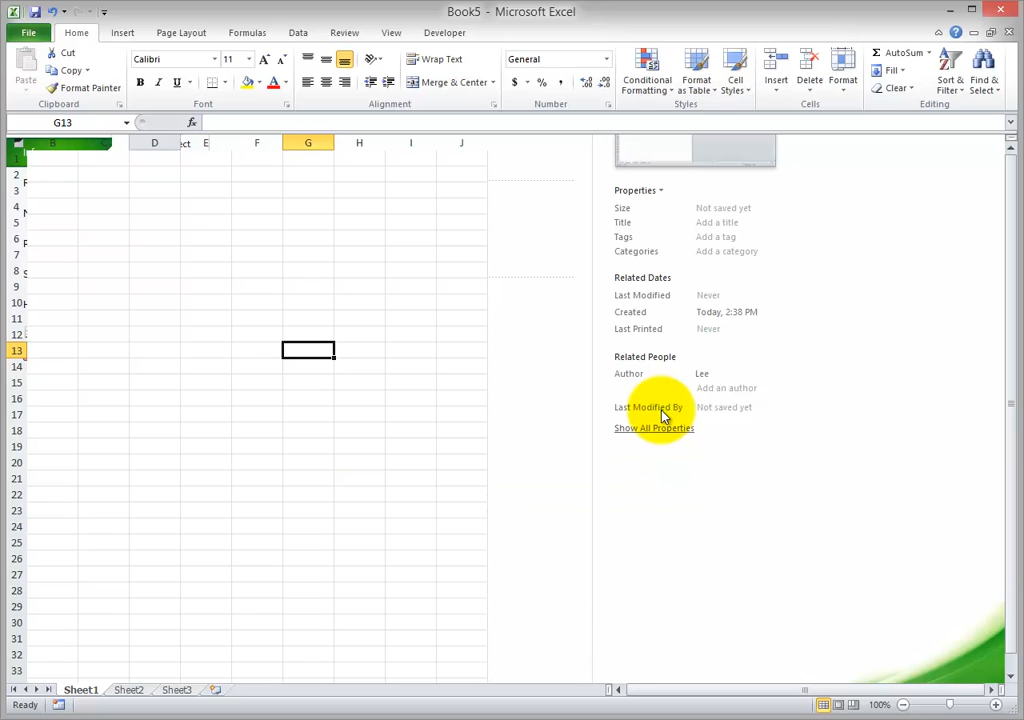 Book5 - Microsoft Excel
File Home Insert Page Layout Formulas Data Review View Developer
Paste
Cut
Copy
Format Painter
Clipboard
Calibri 11
B I U
Font
Wrap Text
Merge & Center
Alignment
General
$ % ,
Number
Conditional Formatting
Format as Table
Cell Styles
Styles
Insert Delete Format
Cells
AutoSum
Fill
Clear
Sort & Filter
Find & Select
Editing
G13 fx
B D E F G H I J
1
2
3
4
5
6
7
8
9
10
11
12
13
14
15
16
17
18
19
20
21
22
23
24
25
26
27
28
29
30
31
32
33
Properties
Size Not saved yet
Title Add a title
Tags Add a tag
Categories Add a category
Related Dates
Last Modified Never
Created Today, 2:38 PM
Last Printed Never
Related People
Author Lee
Add an author
Last Modified By Not saved yet
Show All Properties
Sheet1 Sheet2 Sheet3
Ready 100%